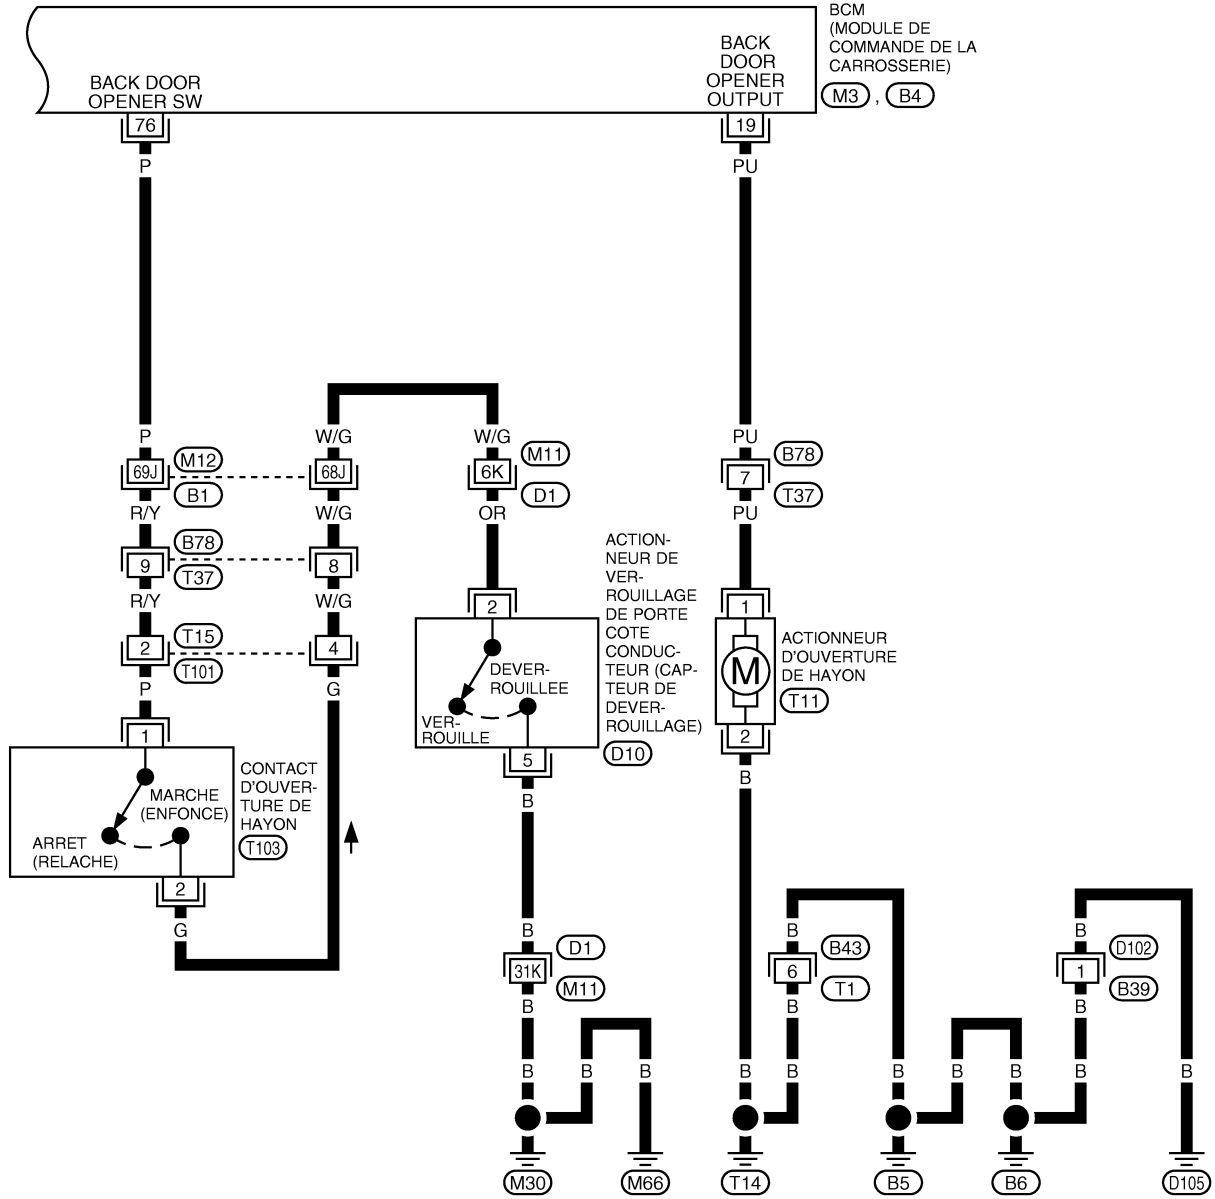 BCM
(MODULE DE
COMMANDE DE LA
CARROSSERIE)
M3 , B4
BACK DOOR
OPENER SW
BACK
DOOR
OPENER
OUTPUT
76
19
P
PU
P
W/G
W/G
PU
69J
M12
B1
68J
6K
M11
D1
7
B78
T37
R/Y
W/G
OR
PU
9
B78
T37
8
R/Y
W/G
2
T15
T101
4
P
G
ACTION-
NEUR DE
VER-
ROUILLAGE
DE PORTE
COTE
CONDUC-
TEUR (CAP-
TEUR DE
DEVER-
ROUILLAGE)
D10
2
DEVER-
ROUILLEE
VER-
ROUILLE
5
1
M
ACTIONNEUR
D'OUVERTURE
DE HAYON
T11
2
1
MARCHE
(ENFONCE)
ARRET
(RELACHE)
CONTACT
D'OUVER-
TURE DE
HAYON
T103
2
G
B
B
B
B
B
31K
D1
M11
6
B43
T1
1
D102
B39
B
B
B
B
B
B
B
B
B
B
B
B
B
B
M30
M66
T14
B5
B6
D105